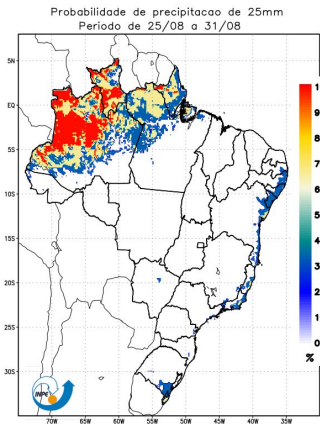 Probabilidade de precipitacao de 25mm
Periodo de 25/08 a 31/08
5N
E0
5S
10S
15S
20S
25S
30S
70W 65W 60W 55W 50W 45W 40W 35W
1
9
8
7
6
5
4
3
2
1
0
%
INPE